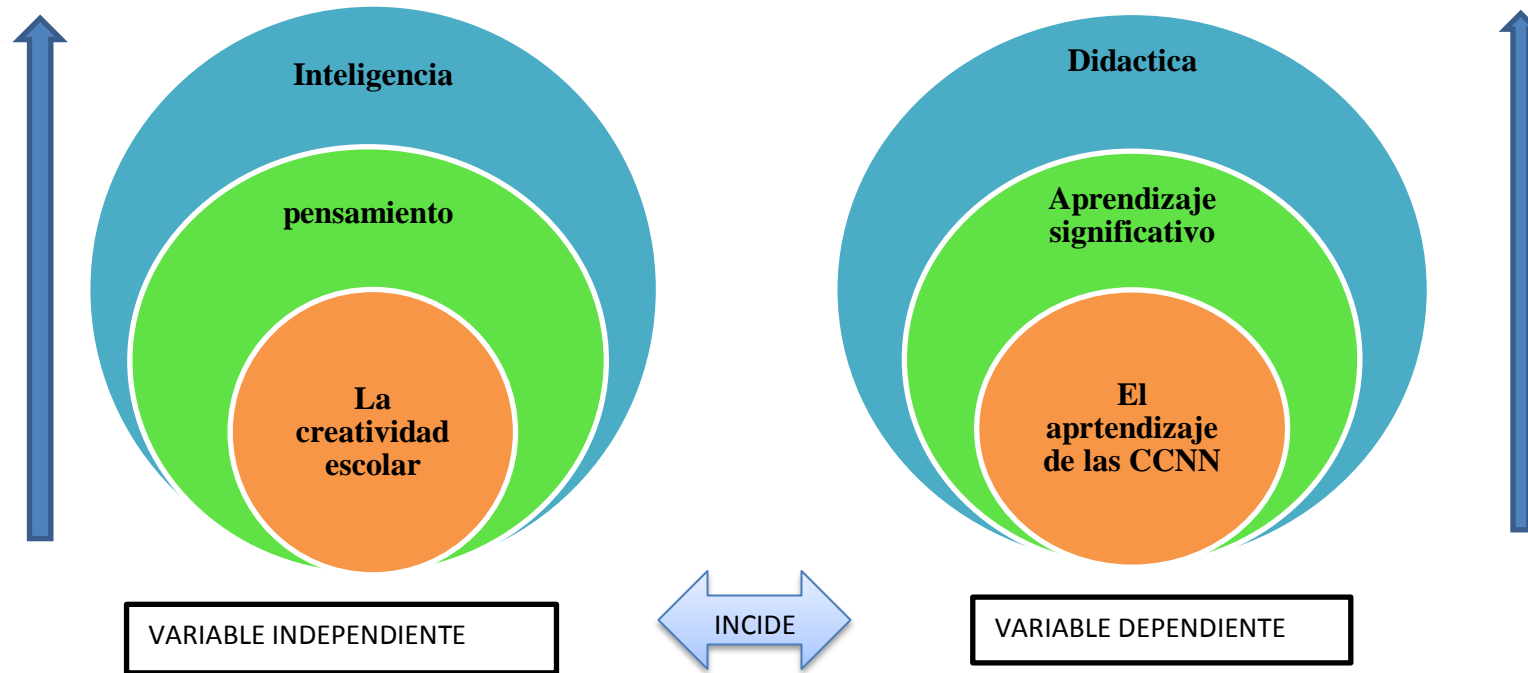 Inteligencia
pensamiento
La
creatividad
escolar
VARIABLE INDEPENDIENTE
INCIDE
Didactica
Aprendizaje
significativo
El
aprtendizaje
de las CCNN
VARIABLE DEPENDIENTE